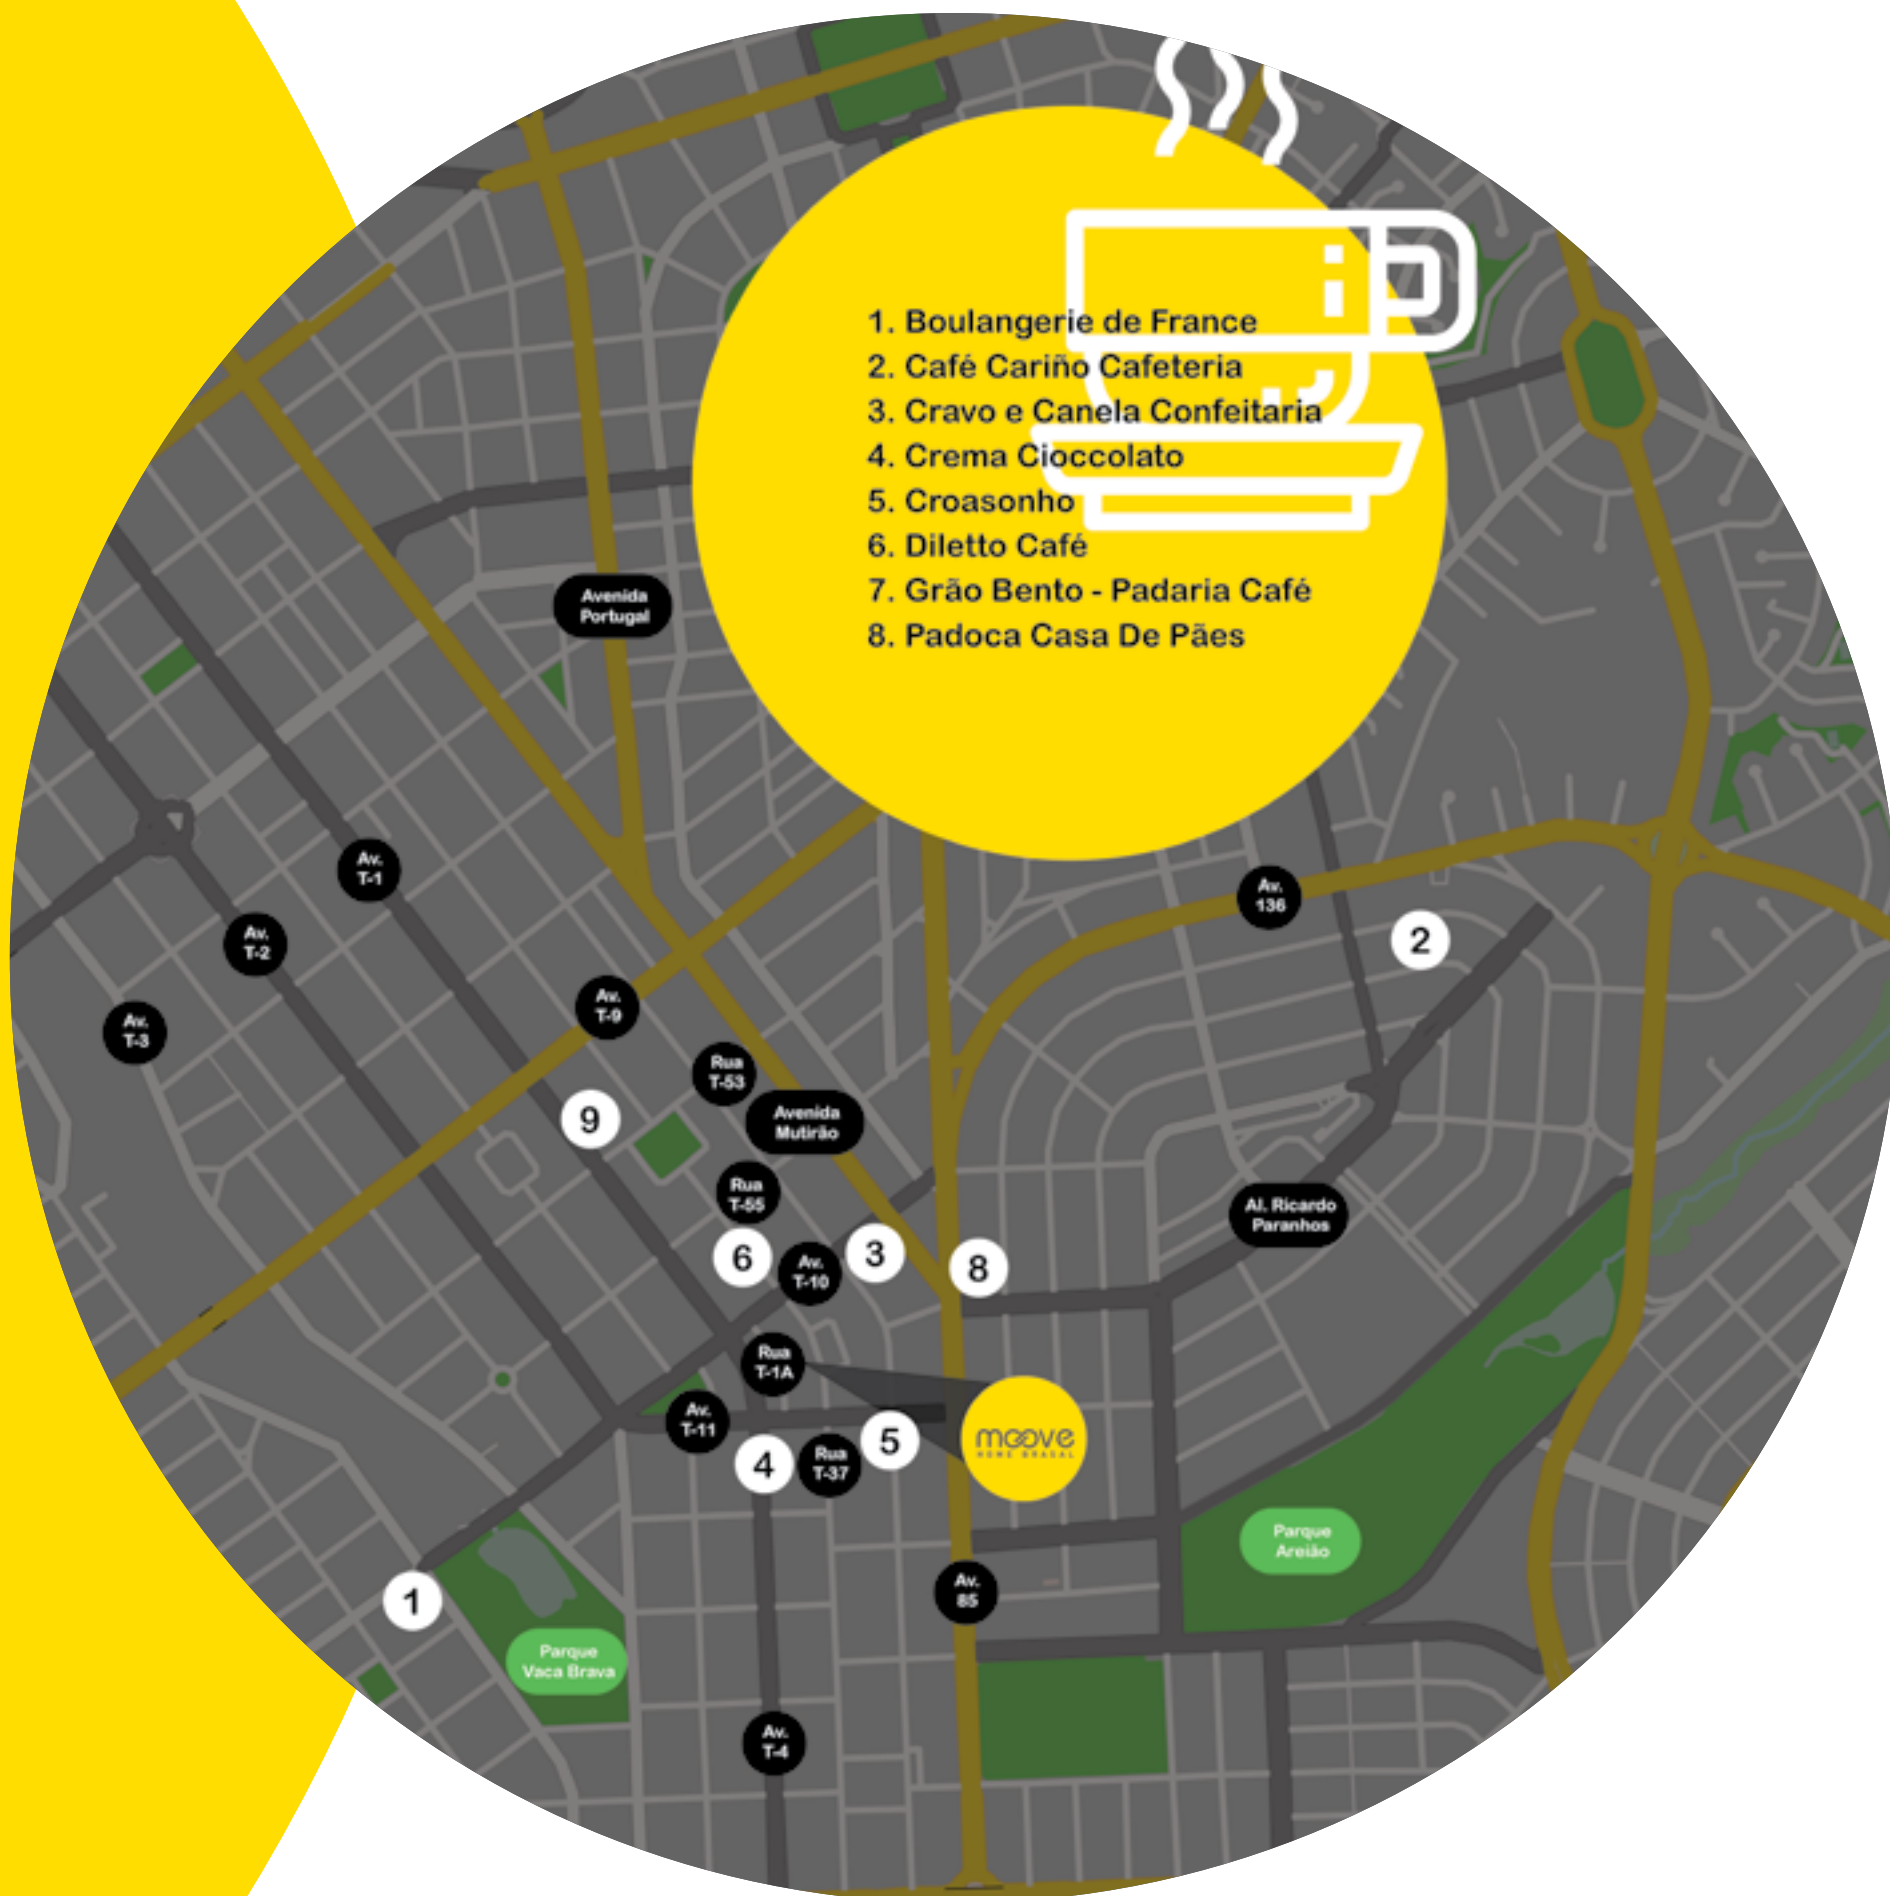 1. Boulangerie de France
2. Café Cariño Cafeteria
3. Cravo e Canela Confeitaria
4. Crema Cioccolato
5. Croasonho
6. Diletto Café
7. Grão Bento - Padaria Café
8. Padoca Casa De Pães
Avenida
Portugal
Av.
T-1
Av.
136
Av.
T-2
2
Av.
T-9
Av.
T-3
Rua
T-53
9
Avenida
Mutirão
Rua
T-55
Al. Ricardo
Paranhos
6
Av.
T-10
3
8
Rua
T-1A
Av.
T-11
4
Rua
T-37
5
moove
HOME BRASAL
Parque
Areião
1
Av.
85
Parque
Vaca Brava
Av.
T-4